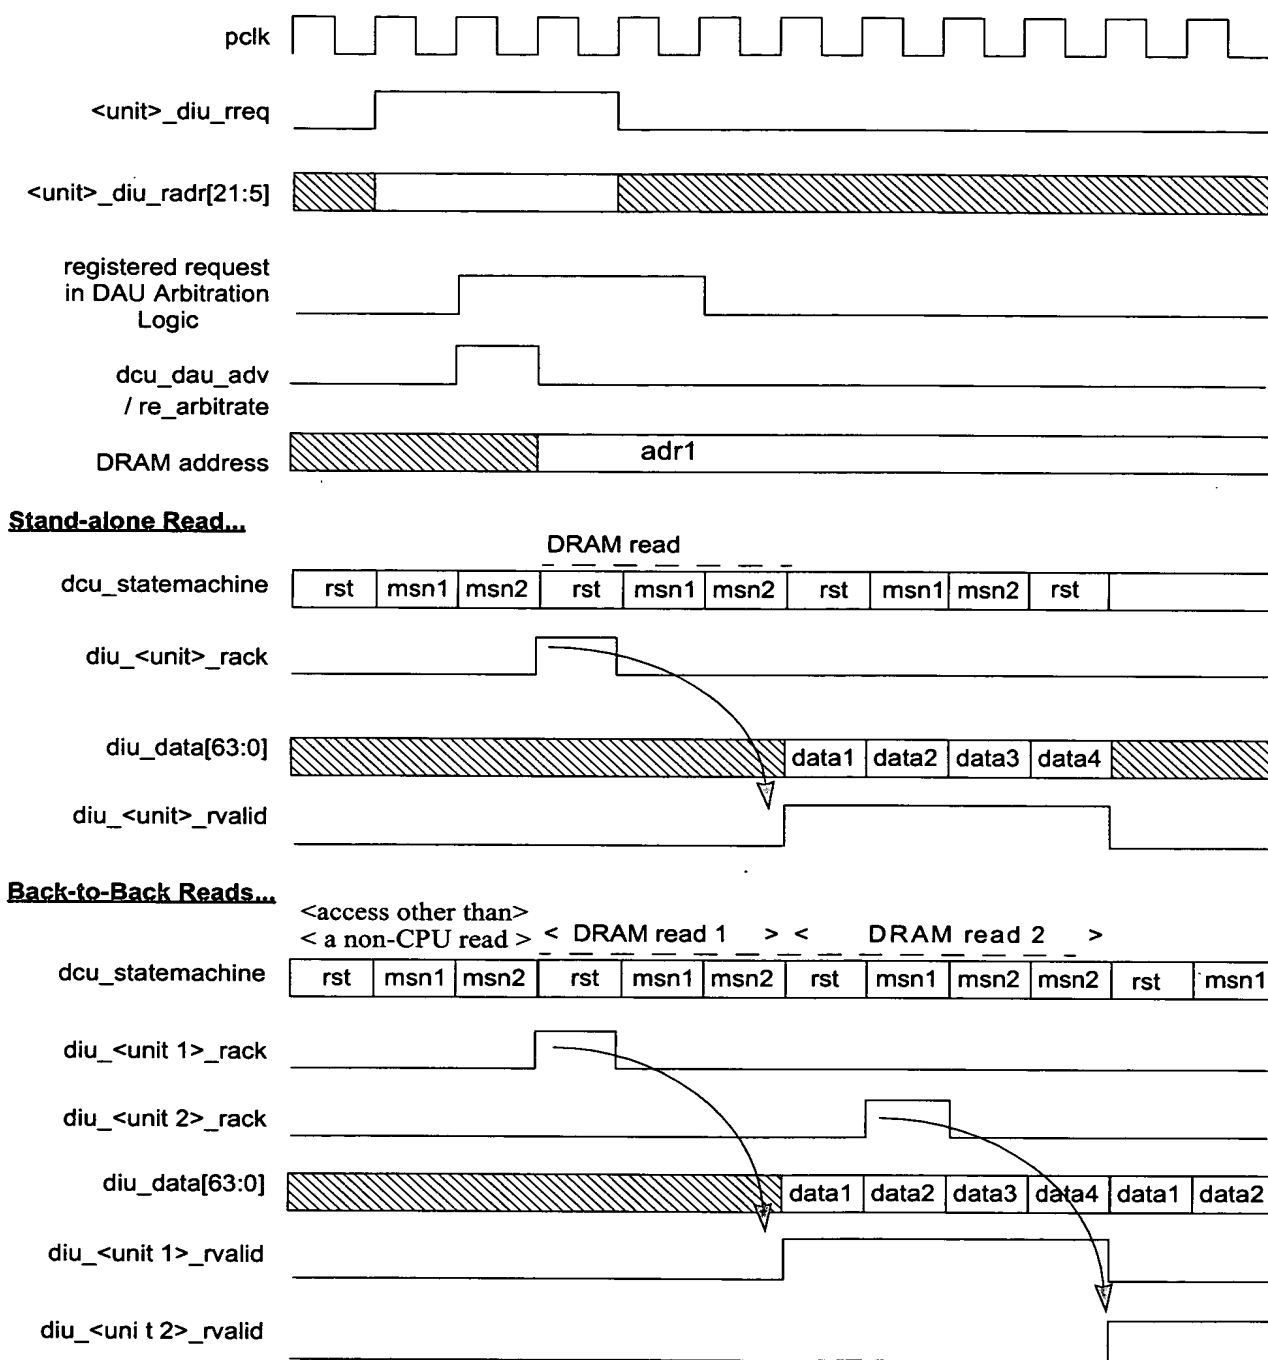 pclk
<unit>_diu_rreq
<unit>_diu_radr[21:5]
registered request
in DAU Arbitration
Logic
dcu_dau_adv
/ re_arbitrate
DRAM address
adr1
Stand-alone Read...
DRAM read
dcu_statemachine rst msn1 msn2 rst msn1 msn2 rst msn1 msn2 rst
diu_<unit>_rack
diu_data[63:0] data1 data2 data3 data4
diu_<unit>_rvalid
Back-to-Back Reads...
<access other than>
< a non-CPU read > < DRAM read 1 > < DRAM read 2 >
dcu_statemachine rst msn1 msn2 rst msn1 msn2 rst msn1 msn2 msn2 rst msn1
diu_<unit 1>_rack
diu_<unit 2>_rack
diu_data[63:0] data1 data2 data3 data4 data1 data2
diu_<unit 1>_rvalid
diu_<uni t 2>_rvalid